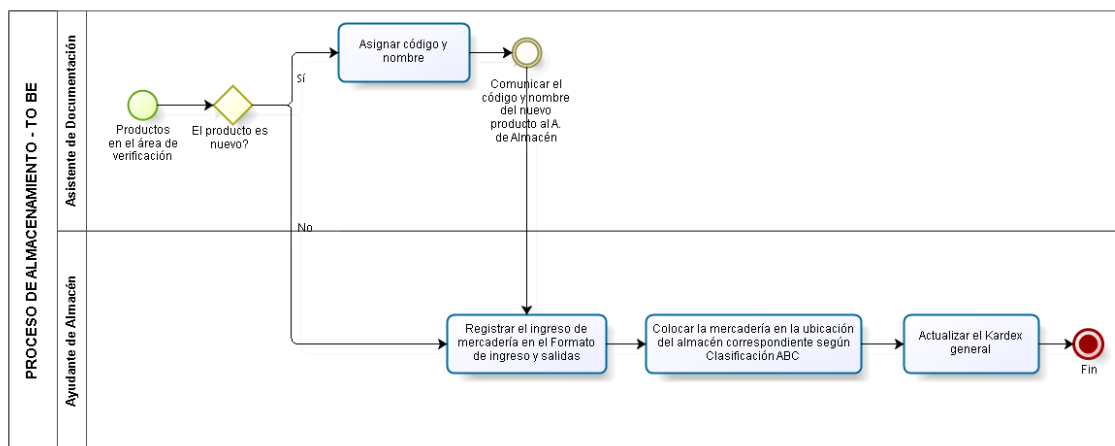 PROCESO DE ALMACENAMIENTO - TO BE
Asistente de Documentación
Asignar código y
nombre
Sí
Productos
en el área de
verificación
El producto es
nuevo?
Comunicar el
código y nombre
del nuevo
producto al A.
de Almacén
No
Ayudante de Almacén
Registrar el ingreso de
mercadería en el Formato
de ingreso y salidas
Colocar la mercadería en la ubicación
del almacén correspondiente según
Clasificación ABC
Actualizar el Kardex
general
Fin